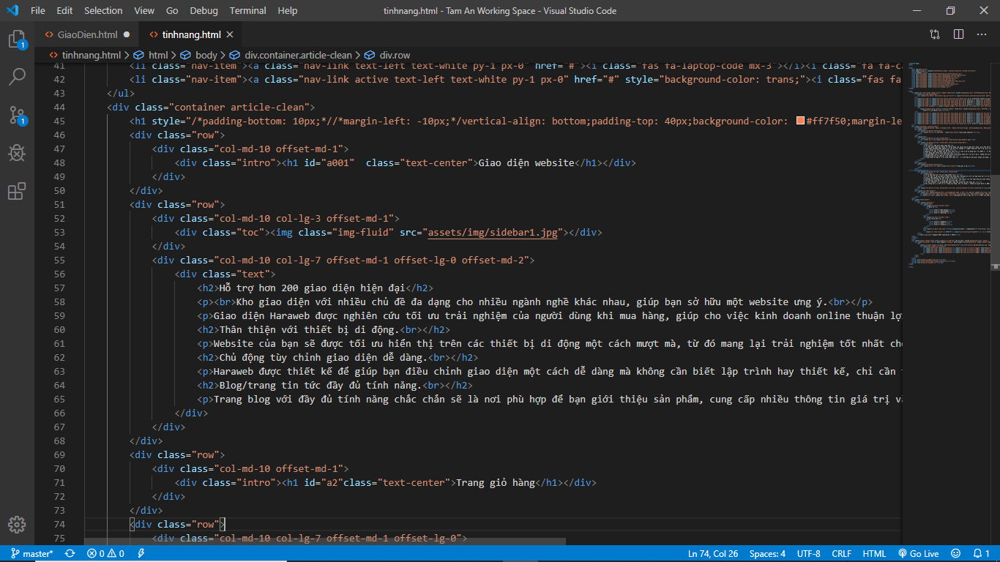 File Edit Selection View Go Debug Terminal Help tinhnang.html - Tam An Working Space - Visual Studio Code
GiaoDien.html tinhnang.html
tinhnang.html > html > body > div.container.article-clean > div.row
41 <li class="nav-item"><a class="nav-link text-left text-white py-1 px-0" href="#"><i class="fas fa-laptop-code mx-3"></i><i class="fa fa-c
42 <li class="nav-item"><a class="nav-link active text-left text-white py-1 px-0" href="#" style="background-color: trans;"><i class="fas fa
43 </ul>
44 <div class="container article-clean">
45 <h1 style="/*padding-bottom: 10px;*//*margin-left: -10px;*/vertical-align: bottom;padding-top: 40px;background-color: #ff7f50;margin-le
46 <div class="row">
47 <div class="col-md-10 offset-md-1">
48 <div class="intro"><h1 id="a001"  class="text-center">Giao diện website</h1></div>
49 </div>
50 </div>
51 <div class="row">
52 <div class="col-md-10 col-lg-3 offset-md-1">
53 <div class="toc"><img class="img-fluid" src="assets/img/sidebar1.jpg"></div>
54 </div>
55 <div class="col-md-10 col-lg-7 offset-md-1 offset-lg-0 offset-md-2">
56 <div class="text">
57 <h2>Hỗ trợ hơn 200 giao diện hiện đại</h2>
58 <p><br>Kho giao diện với nhiều chủ đề đa dạng cho nhiều ngành nghề khác nhau, giúp bạn sở hữu một website ưng ý.<br></p>
59 <p>Giao diện Haraweb được nghiên cứu tối ưu trải nghiệm của người dùng khi mua hàng, giúp cho việc kinh doanh online thuận lợ
60 <h2>Thân thiện với thiết bị di động.<br></h2>
61 <p>Website của bạn sẽ được tối ưu hiển thị trên các thiết bị di động một cách mượt mà, từ đó mang lại trải nghiệm tốt nhất ch
62 <h2>Chủ động tùy chỉnh giao diện dễ dàng.<br></h2>
63 <p>Haraweb được thiết kế để giúp bạn điều chỉnh giao diện một cách dễ dàng mà không cần biết lập trình hay thiết kế, chỉ cần
64 <h2>Blog/trang tin tức đầy đủ tính năng.<br></h2>
65 <p>Trang blog với đầy đủ tính năng chắc chắn sẽ là nơi phù hợp để bạn giới thiệu sản phẩm, cung cấp nhiều thông tin giá trị
66 </div>
67 </div>
68 </div>
69 <div class="row">
70 <div class="col-md-10 offset-md-1">
71 <div class="intro"><h1 id="a2"class="text-center">Trang giỏ hàng</h1></div>
72 </div>
73 </div>
74 <div class="row">
75 <div class="col-md-10 col-lg-7 offset-md-1 offset-lg-0">
master* 0 0 Ln 74, Col 26 Spaces: 4 UTF-8 CRLF HTML Go Live 1